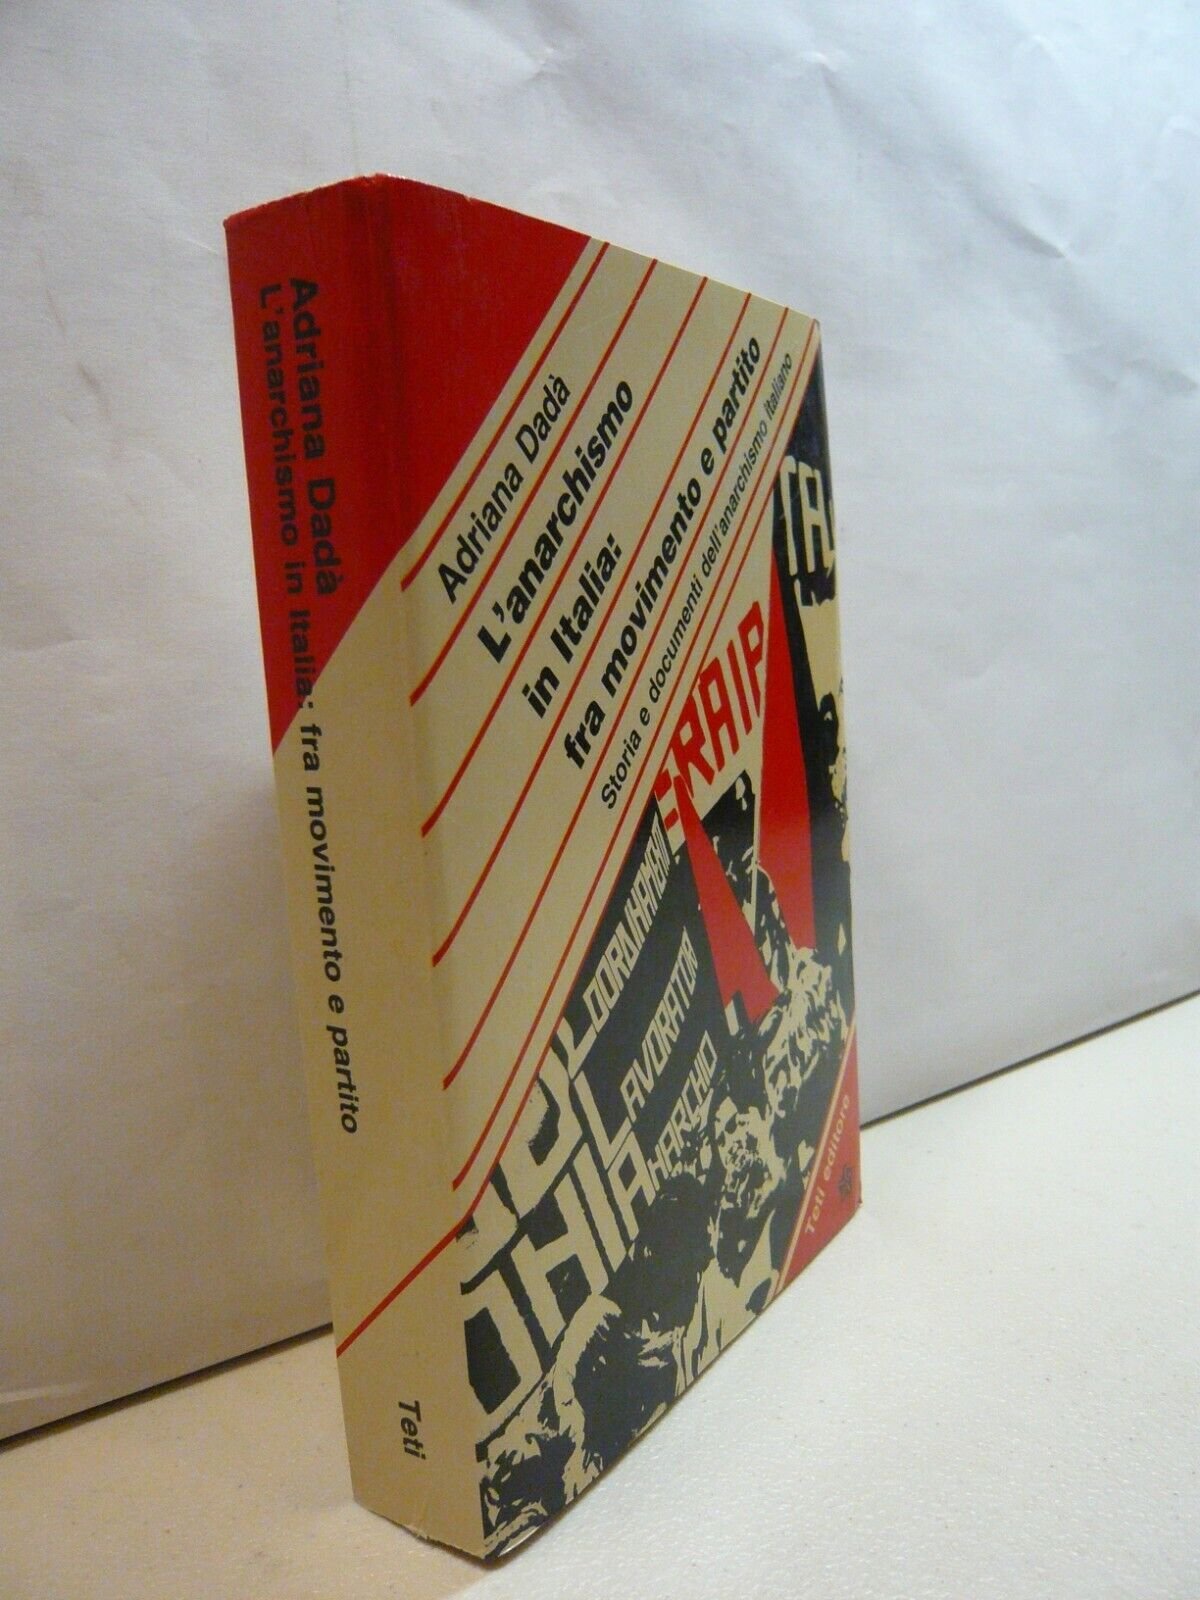 Adriana Dadà
L'anarchismo in Italia: fra movimento e partito
Teti
Adriana Dadà
L'anarchismo
in Italia:
fra movimento e partito
Storia e documenti dell'anarchismo italiano
Teti editore